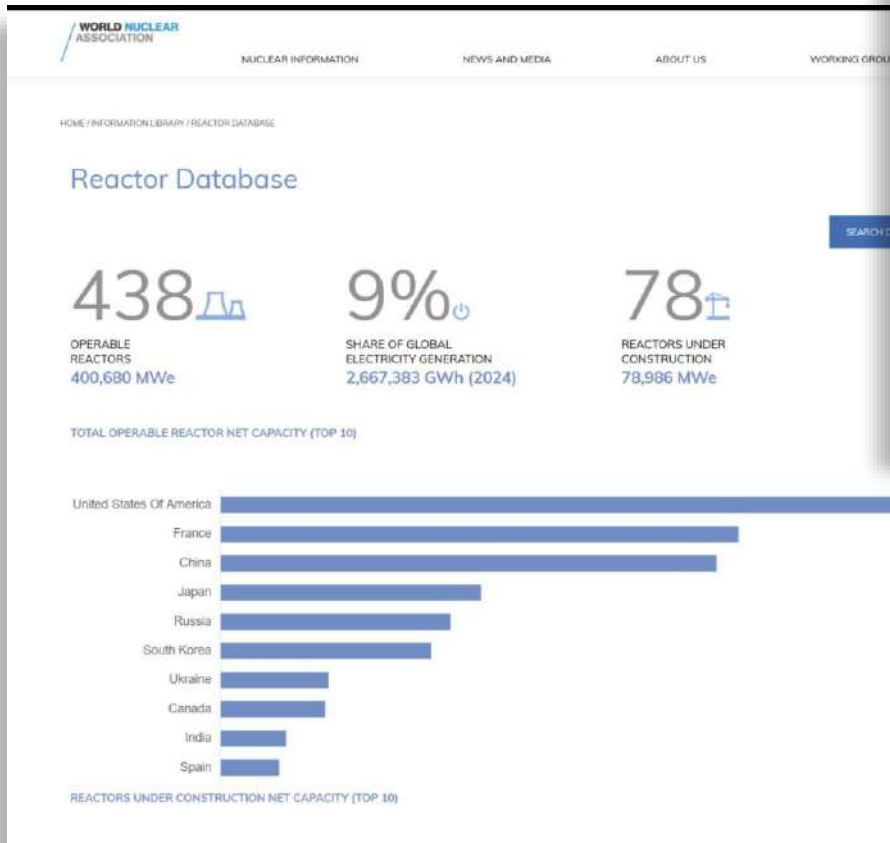 WORLD NUCLEAR
ASSOCIATION
NUCLEAR INFORMATION
NEWS AND MEDIA
ABOUT US
WORKING GROU
HOME / INFORMATION LIBRARY / REACTOR DATABASE
Reactor Database
SEARCH D
438
9%
78
OPERABLE
REACTORS
400,680 MWe
SHARE OF GLOBAL
ELECTRICITY GENERATION
2,667,383 GWh (2024)
REACTORS UNDER
CONSTRUCTION
78,986 MWe
TOTAL OPERABLE REACTOR NET CAPACITY (TOP 10)
United States Of America
France
China
Japan
Russia
South Korea
Ukraine
Canada
India
Spain
REACTORS UNDER CONSTRUCTION NET CAPACITY (TOP 10)